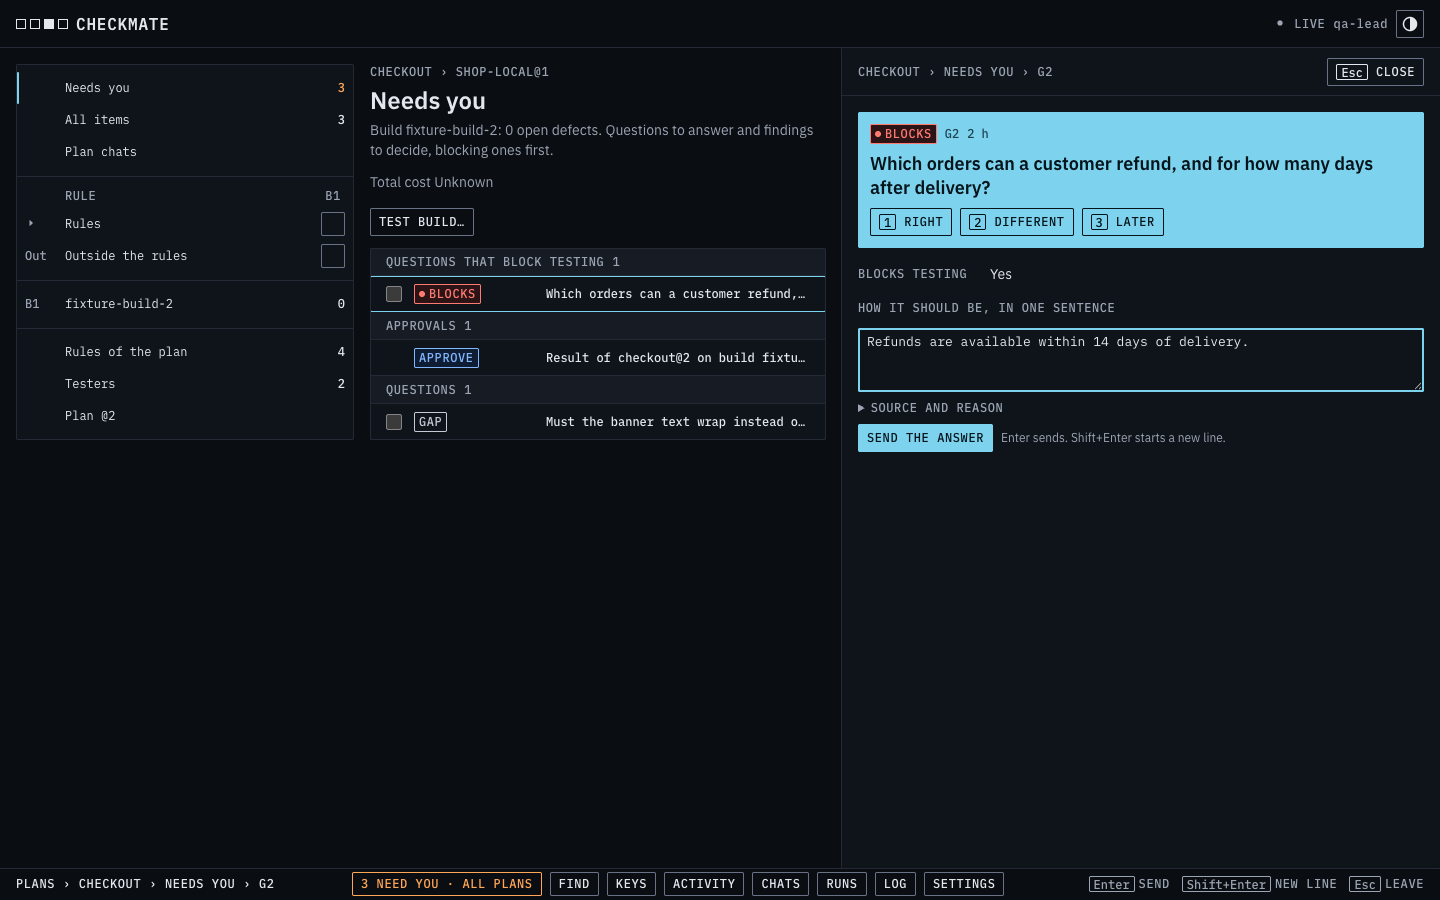 CHECKMATE
LIVE qa-lead
Needs you 3
All items 3
Plan chats
RULE B1
Rules
Out Outside the rules
B1 fixture-build-2 0
Rules of the plan 4
Testers 2
Plan @2
CHECKOUT › SHOP-LOCAL@1
Needs you
Build fixture-build-2: 0 open defects. Questions to answer and findings
to decide, blocking ones first.
Total cost Unknown
TEST BUILD…
QUESTIONS THAT BLOCK TESTING 1
BLOCKS Which orders can a customer refund,…
APPROVALS 1
APPROVE Result of checkout@2 on build fixtu…
QUESTIONS 1
GAP Must the banner text wrap instead o…
CHECKOUT › NEEDS YOU › G2
Esc CLOSE
BLOCKS G2 2 h
Which orders can a customer refund, and for how many days
after delivery?
1 RIGHT 2 DIFFERENT 3 LATER
BLOCKS TESTING Yes
HOW IT SHOULD BE, IN ONE SENTENCE
Refunds are available within 14 days of delivery.
SOURCE AND REASON
SEND THE ANSWER Enter sends. Shift+Enter starts a new line.
PLANS › CHECKOUT › NEEDS YOU › G2
3 NEED YOU · ALL PLANS FIND KEYS ACTIVITY CHATS RUNS LOG SETTINGS
Enter SEND Shift+Enter NEW LINE Esc LEAVE